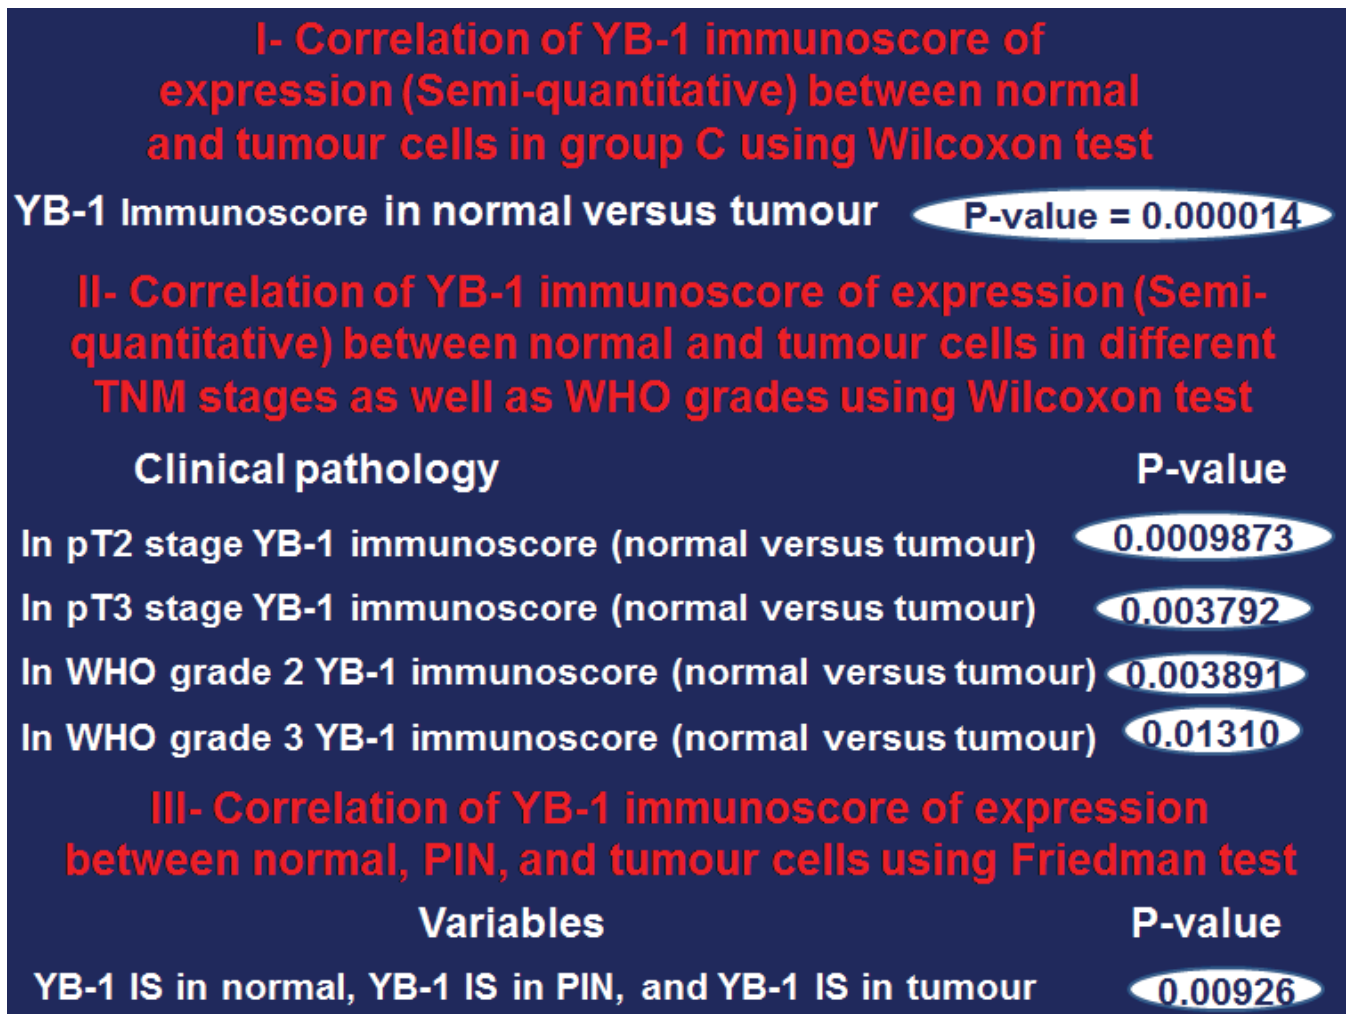 I- Correlation of YB-1 immunoscore of
expression (Semi-quantitative) between normal
and tumour cells in group C using Wilcoxon test
YB-1 Immunoscore in normal versus tumour P-value = 0.000014
II- Correlation of YB-1 immunoscore of expression (Semi-
quantitative) between normal and tumour cells in different
TNM stages as well as WHO grades using Wilcoxon test
Clinical pathology P-value
In pT2 stage YB-1 immunoscore (normal versus tumour) 0.0009873
In pT3 stage YB-1 immunoscore (normal versus tumour) 0.003792
In WHO grade 2 YB-1 immunoscore (normal versus tumour) 0.003891
In WHO grade 3 YB-1 immunoscore (normal versus tumour) 0.01310
III- Correlation of YB-1 immunoscore of expression
between normal, PIN, and tumour cells using Friedman test
Variables P-value
YB-1 IS in normal, YB-1 IS in PIN, and YB-1 IS in tumour 0.00926